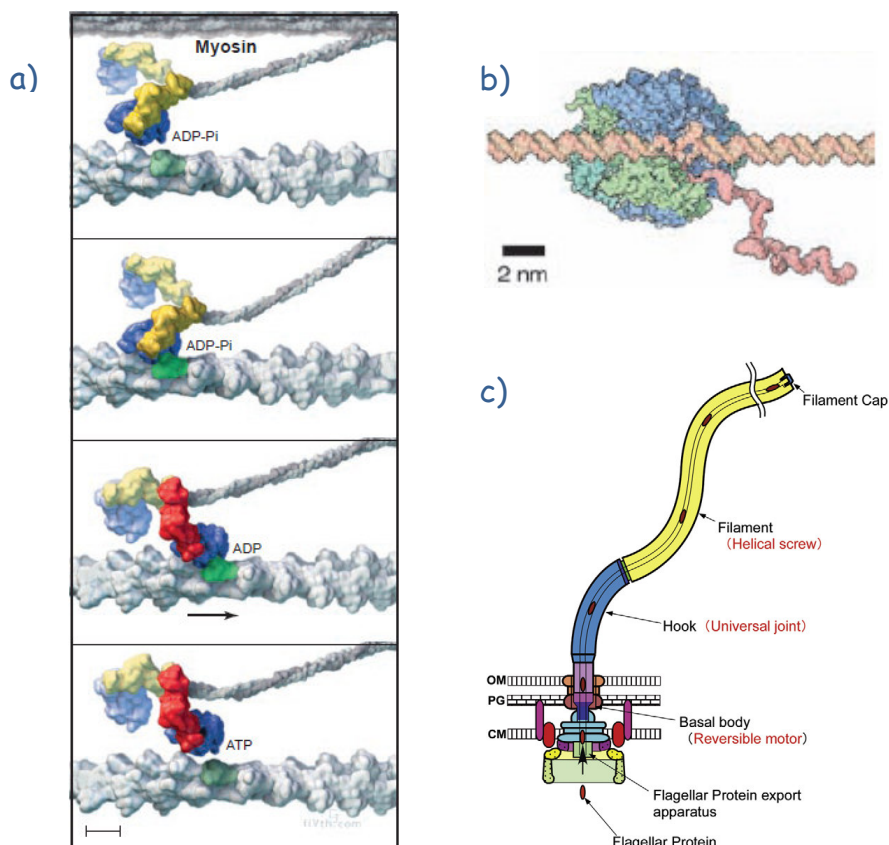 a)
Myosin
ADP-Pi
ADP-Pi
ADP
ATP
b)
2 nm
c)
Filament Cap
Filament
(Helical screw)
Hook (Universal joint)
OM
PG
CM
Basal body
(Reversible motor)
Flagellar Protein export
apparatus
Flagellar Protein